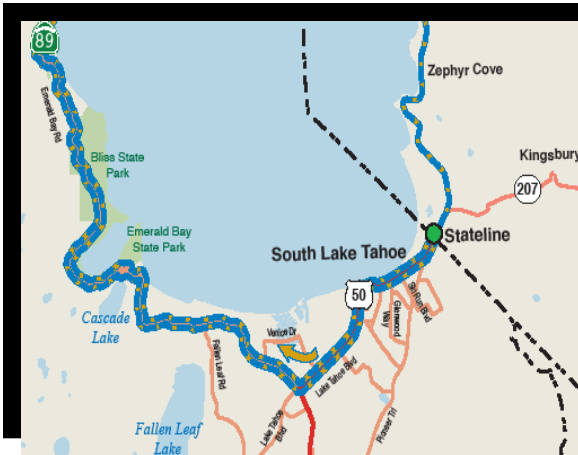 89
Emerald Bay Rd
Zephyr Cove
Bliss State
Park
Kingsbury
207
Emerald Bay
State Park
South Lake Tahoe
Stateline
50
Ski Run Blvd
Glenwood
Way
Cascade
Lake
Venice Dr
Fallen Leaf Rd
Lake Tahoe Blvd
Lake Tahoe
Blvd
Pioneer Trl
Fallen Leaf
Lake